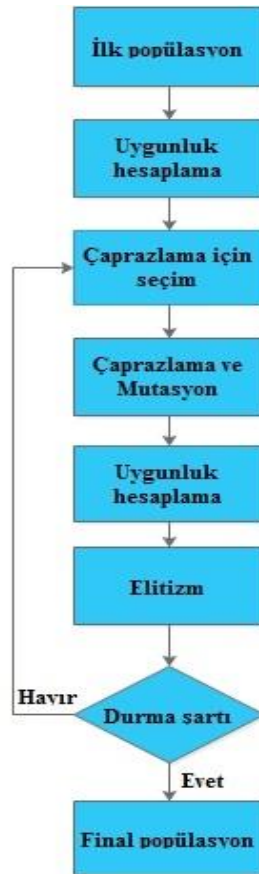 İlk popülasyon
Uygunluk
hesaplama
Çaprazlama için
seçim
Çaprazlama ve
Mutasyon
Uygunluk
hesaplama
Elitizm
Durma şartı
Hayır
Evet
Final popülasyon